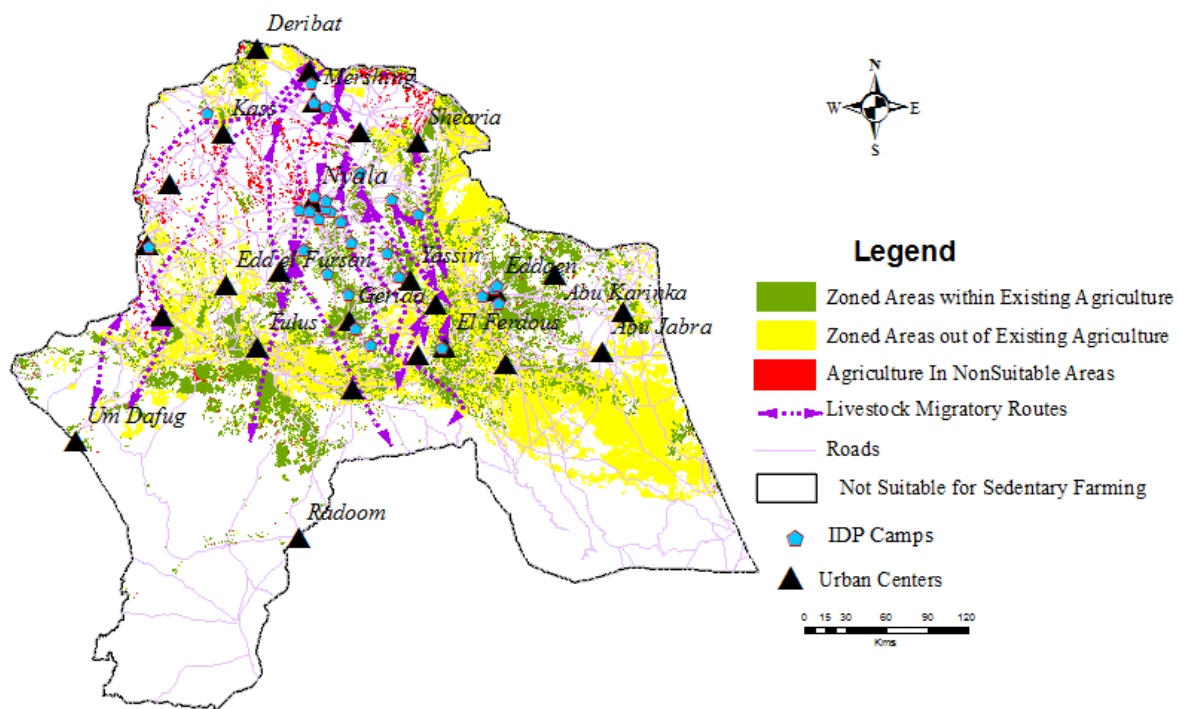 Deribat
Mershing
Kass
Shearia
Nyala
Edd el Fursan
Yassin
Eddaen
Gerida
Abu Karinka
Tulus
El Ferdous
Abu Jabra
Um Dafug
Radoom
N
W
E
S
Legend
Zoned Areas within Existing Agriculture
Zoned Areas out of Existing Agriculture
Agriculture In NonSuitable Areas
Livestock Migratory Routes
Roads
Not Suitable for Sedentary Farming
IDP Camps
Urban Centers
0 15 30 60 90 120
Kms